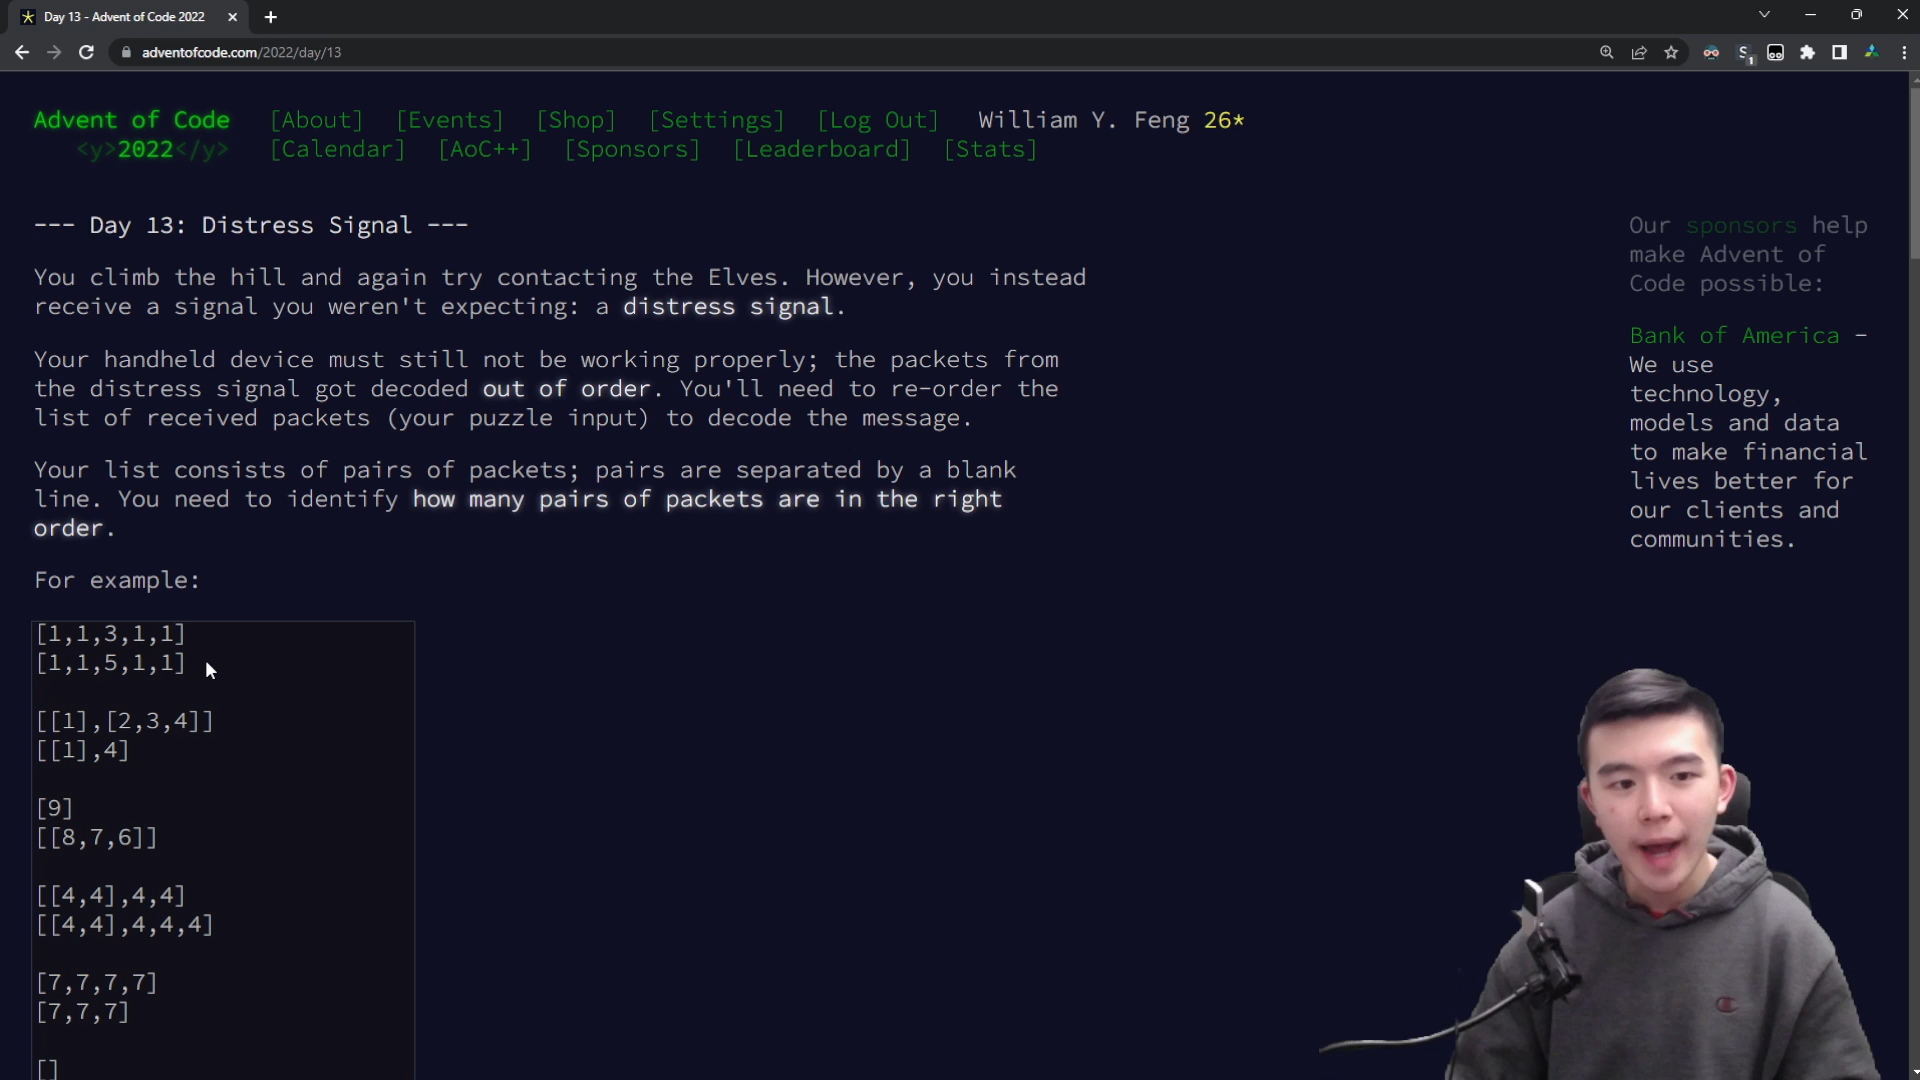 Day 13 - Advent of Code 2022
adventofcode.com/2022/day/13
Advent of Code [About] [Events] [Shop] [Settings] [Log Out] William Y. Feng 26*
<y>2022</y> [Calendar] [AoC++] [Sponsors] [Leaderboard] [Stats]
--- Day 13: Distress Signal ---
You climb the hill and again try contacting the Elves. However, you instead
receive a signal you weren't expecting: a distress signal.
Your handheld device must still not be working properly; the packets from
the distress signal got decoded out of order. You'll need to re-order the
list of received packets (your puzzle input) to decode the message.
Your list consists of pairs of packets; pairs are separated by a blank
line. You need to identify how many pairs of packets are in the right
order.
For example:
[1,1,3,1,1]
[1,1,5,1,1]
[[1],[2,3,4]]
[[1],4]
[9]
[[8,7,6]]
[[4,4],4,4]
[[4,4],4,4,4]
[7,7,7,7]
[7,7,7]
[]
Our sponsors help
make Advent of
Code possible:
Bank of America -
We use
technology,
models and data
to make financial
lives better for
our clients and
communities.